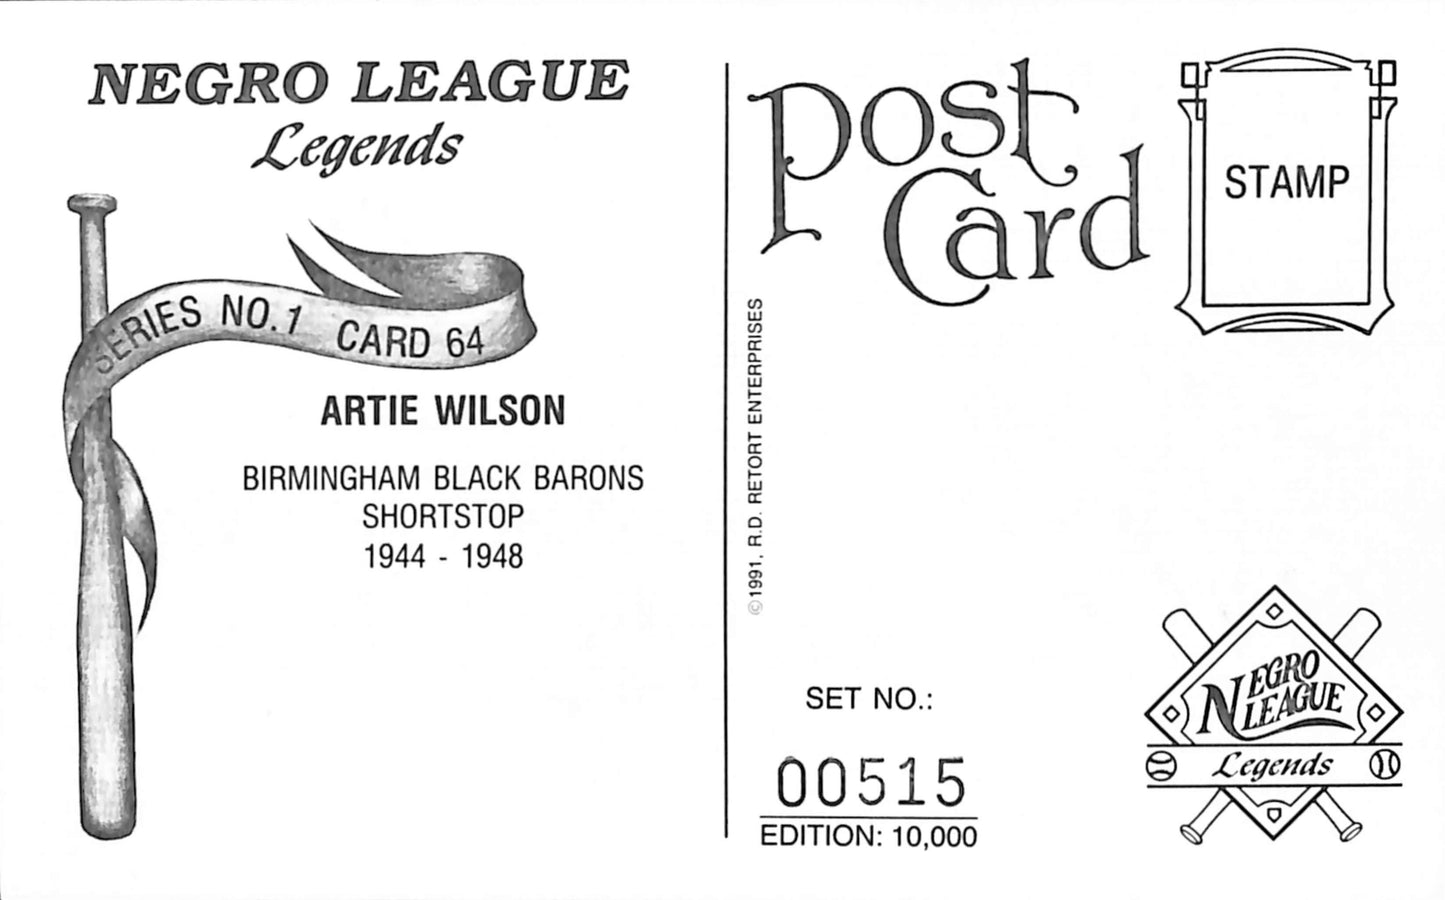 NEGRO LEAGUE
Legends
SERIES NO.1 CARD 64
ARTIE WILSON
BIRMINGHAM BLACK BARONS
SHORTSTOP
1944 - 1948
©1991, R.D. RETORT ENTERPRISES
post
Card
STAMP
SET NO.:
00515
EDITION: 10,000
NEGRO
LEAGUE
Legends